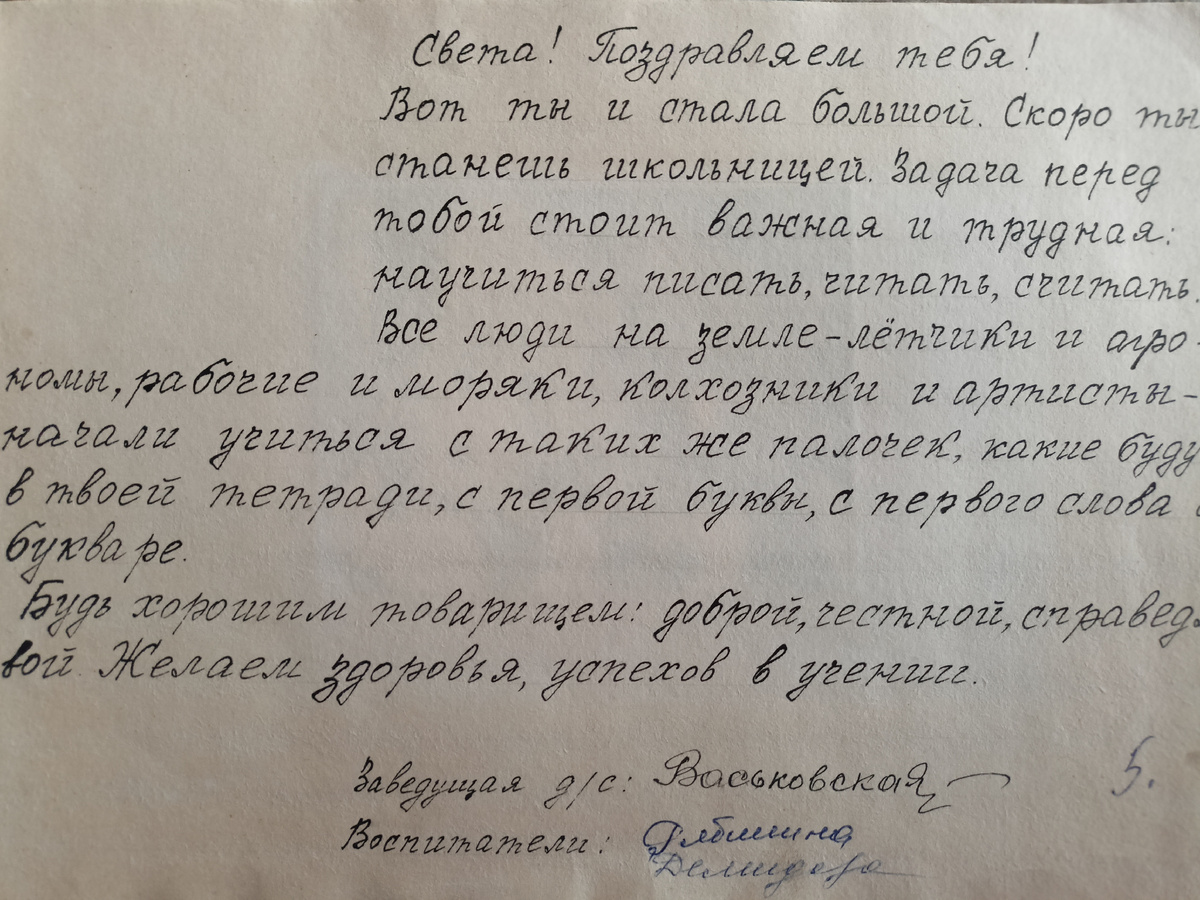 Света! Поздравляем тебя!
Вот ты и стала большой. Скоро ты
станешь школьницей. Задача перед
тобой стоит важная и трудная:
научиться писать, читать, считать.
Все люди на земле - лётчики и агро-
номы, рабочие и моряки, колхозники и артисты -
начали учиться с таких же палочек, какие буду
в твоей тетради, с первой буквы, с первого слова
букваре.
Будь хорошим товарищем: доброй, честной, справед
вой. Желаем здоровья, успехов в учении.
Заведущая д/с: Васьковская
5.
Воспитатели: Рябинина
Демидова